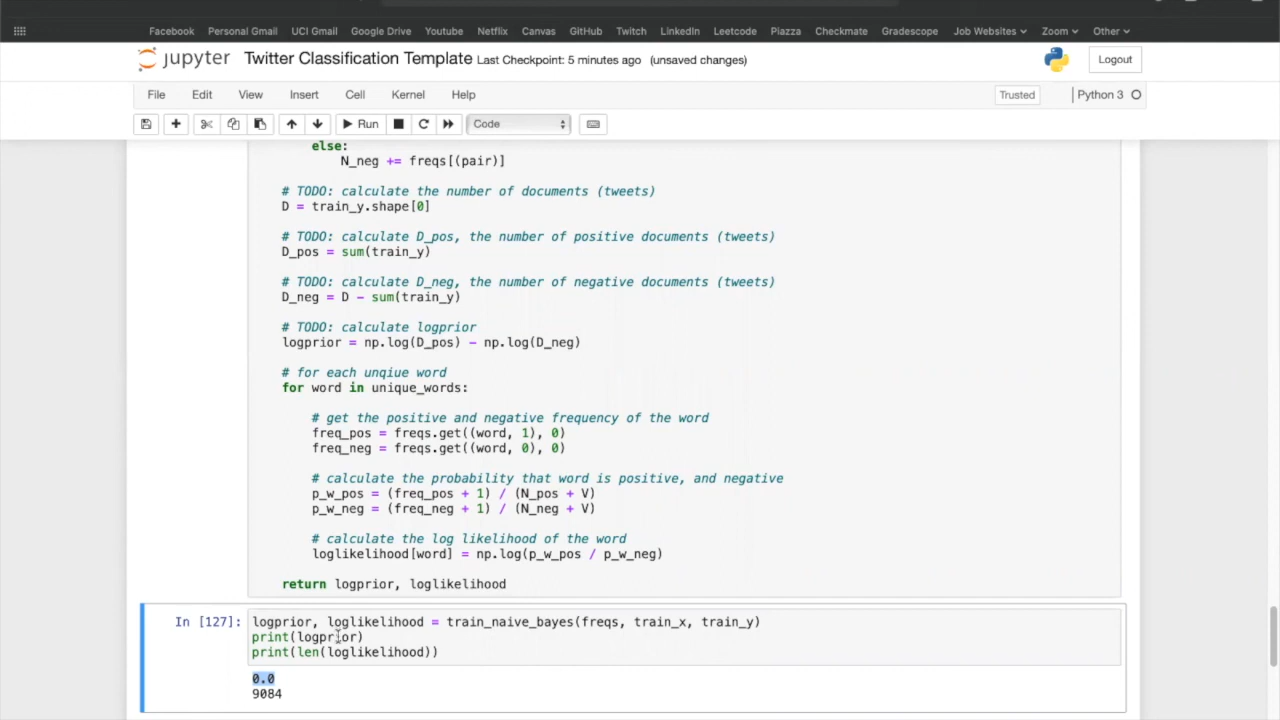 Facebook Personal Gmail UCI Gmail Google Drive Youtube Netflix Canvas GitHub Twitch LinkedIn Leetcode Piazza Checkmate Gradescope Job Websites Zoom Other
jupyter Twitter Classification Template Last Checkpoint: 5 minutes ago (unsaved changes) Logout
File Edit View Insert Cell Kernel Help Trusted Python 3
Run Code
else:
N_neg += freqs[(pair)]
# TODO: calculate the number of documents (tweets)
D = train_y.shape[0]
# TODO: calculate D_pos, the number of positive documents (tweets)
D_pos = sum(train_y)
# TODO: calculate D_neg, the number of negative documents (tweets)
D_neg = D - sum(train_y)
# TODO: calculate logprior
logprior = np.log(D_pos) - np.log(D_neg)
# for each unqiue word
for word in unique_words:
# get the positive and negative frequency of the word
freq_pos = freqs.get((word, 1), 0)
freq_neg = freqs.get((word, 0), 0)
# calculate the probability that word is positive, and negative
p_w_pos = (freq_pos + 1) / (N_pos + V)
p_w_neg = (freq_neg + 1) / (N_neg + V)
# calculate the log likelihood of the word
loglikelihood[word] = np.log(p_w_pos / p_w_neg)
return logprior, loglikelihood
In [127]: logprior, loglikelihood = train_naive_bayes(freqs, train_x, train_y)
print(logprior)
print(len(loglikelihood))
0.0
9084